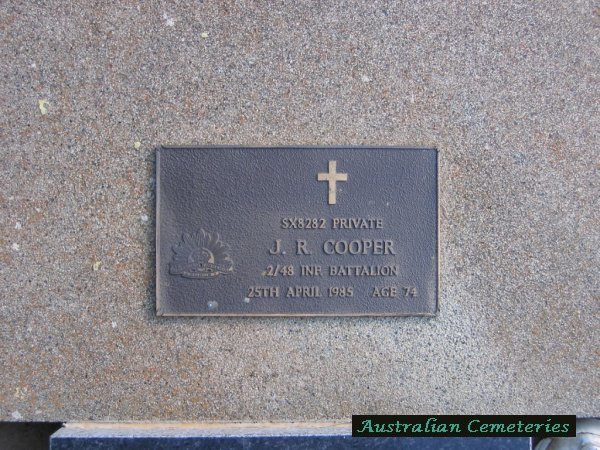 SX8282 PRIVATE
J. R. COOPER
2/48 INF BATTALION
25TH APRIL 1985 AGE 74
Australian Cemeteries